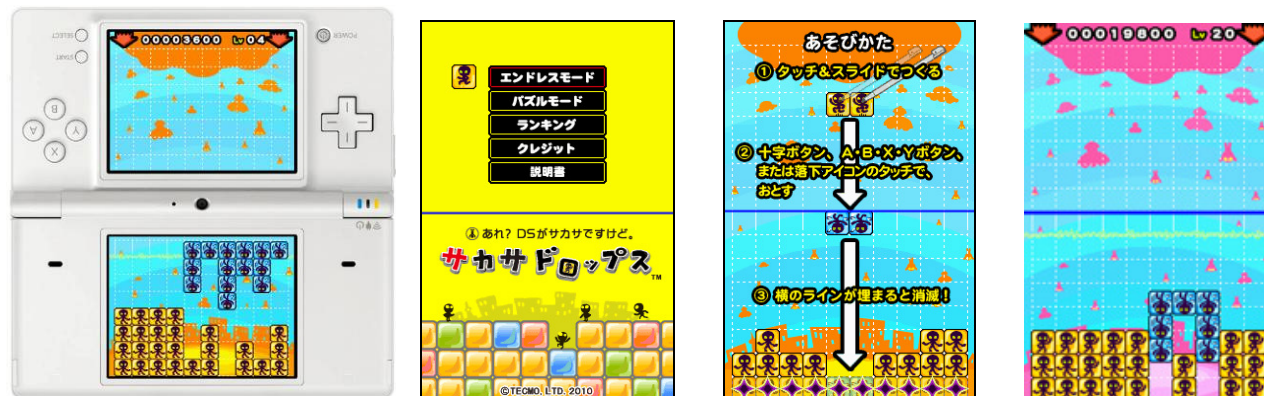 SELECT
START
POWER
A
B
X
Y
00003600 Lv 04
エンドレスモード
パズルモード
ランキング
クレジット
説明書
あれ? DSがサカサですけど。
サカサドロップス™
©TECMO, LTD. 2010
あそびかた
① タッチ&スライドでつくる
② 十字ボタン、A・B・X・Yボタン、
または落下アイコンのタッチで、
おとす
③ 横のラインが埋まると消滅!
00019800 Lv 20